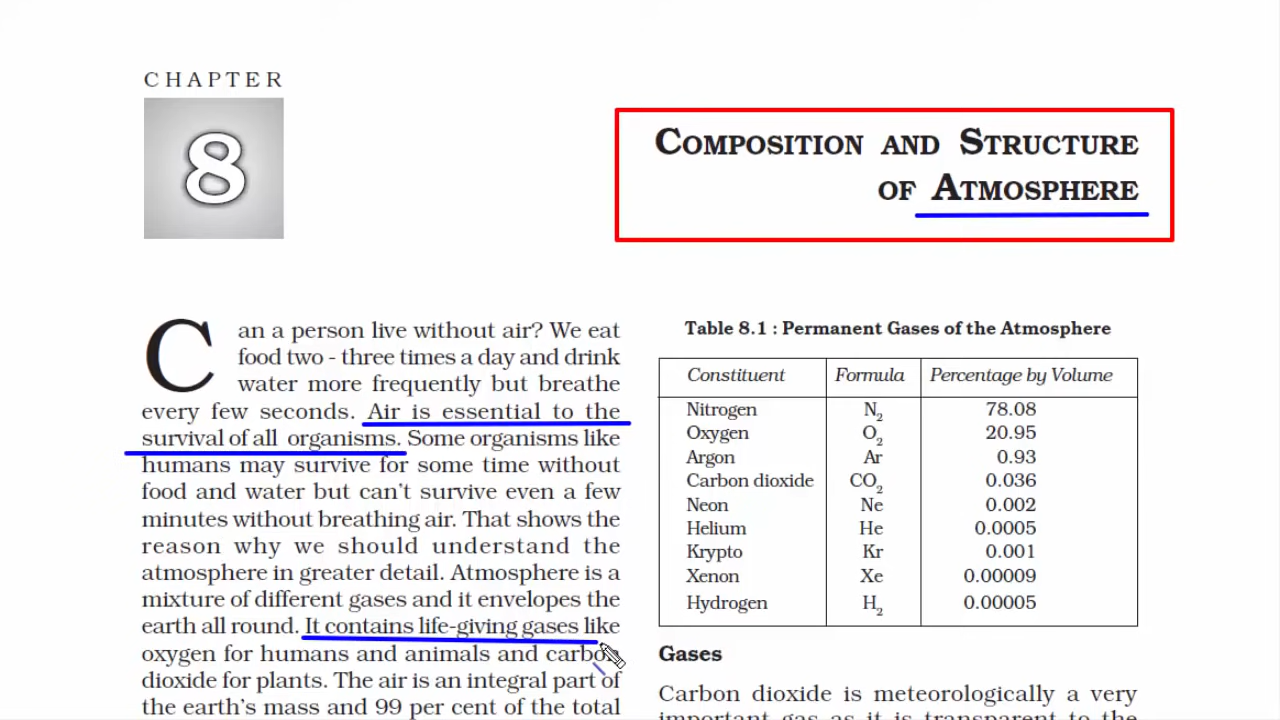 CHAPTER
8
COMPOSITION AND STRUCTURE
OF ATMOSPHERE
Can a person live without air? We eat
food two - three times a day and drink
water more frequently but breathe
every few seconds. Air is essential to the
survival of all organisms. Some organisms like
humans may survive for some time without
food and water but can't survive even a few
minutes without breathing air. That shows the
reason why we should understand the
atmosphere in greater detail. Atmosphere is a
mixture of different gases and it envelopes the
earth all round. It contains life-giving gases like
oxygen for humans and animals and carbon
dioxide for plants. The air is an integral part of
the earth's mass and 99 per cent of the total
Table 8.1 : Permanent Gases of the Atmosphere
Constituent Formula Percentage by Volume
Nitrogen N2 78.08
Oxygen O2 20.95
Argon Ar 0.93
Carbon dioxide CO2 0.036
Neon Ne 0.002
Helium He 0.0005
Krypto Kr 0.001
Xenon Xe 0.00009
Hydrogen H2 0.00005
Gases
Carbon dioxide is meteorologically a very
important gas as it is transparent to the